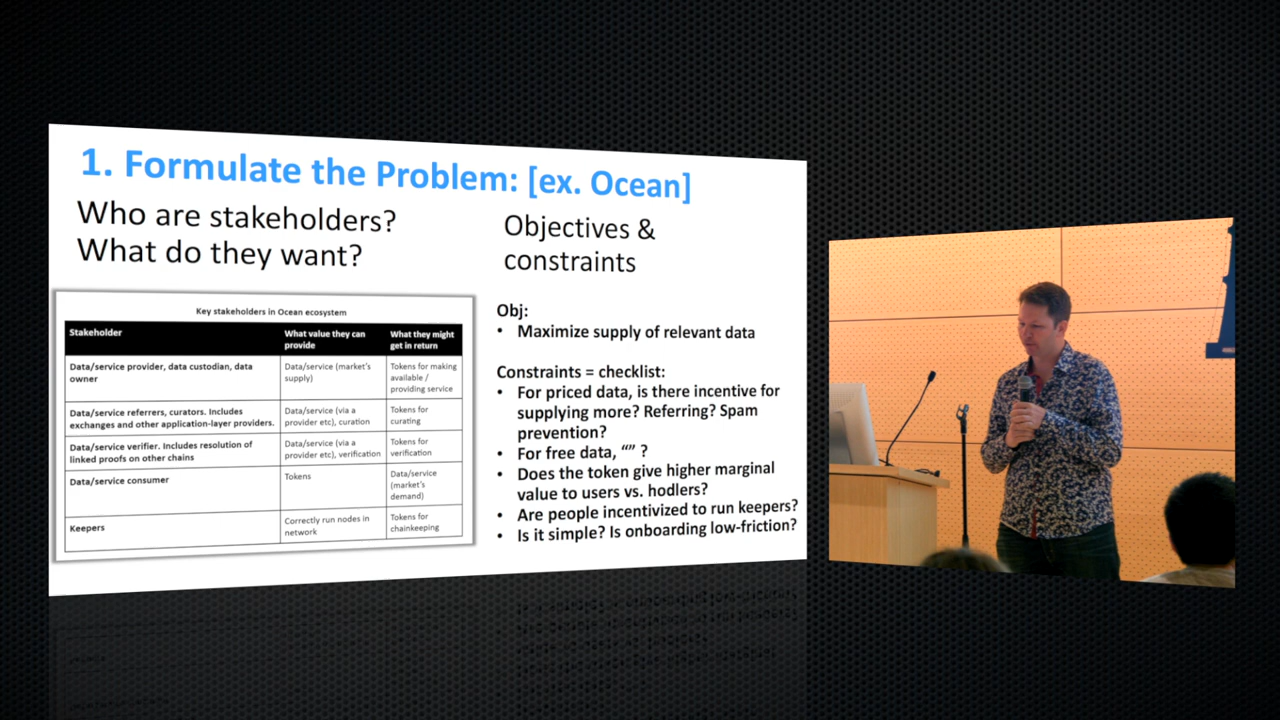 1. Formulate the Problem: [ex. Ocean]
Who are stakeholders?
What do they want?
Key stakeholders in Ocean ecosystem
Stakeholder
What value they can
provide
What they might
get in return
Data/service provider, data custodian, data
owner
Data/service (market's
supply)
Tokens for making
available /
providing service
Data/service referrers, curators. Includes
exchanges and other application-layer providers.
Data/service (via a
provider etc), curation
Tokens for
curating
Data/service verifier. Includes resolution of
linked proofs on other chains
Data/service (via a
provider etc), verification
Tokens for
verification
Data/service consumer
Tokens
Data/service
(market's
demand)
Keepers
Correctly run nodes in
network
Tokens for
chainkeeping
Objectives &
constraints
Obj:
• Maximize supply of relevant data
Constraints = checklist:
• For priced data, is there incentive for
supplying more? Referring? Spam
prevention?
• For free data, “” ?
• Does the token give higher marginal
value to users vs. hodlers?
• Are people incentivized to run keepers?
• Is it simple? Is onboarding low-friction?